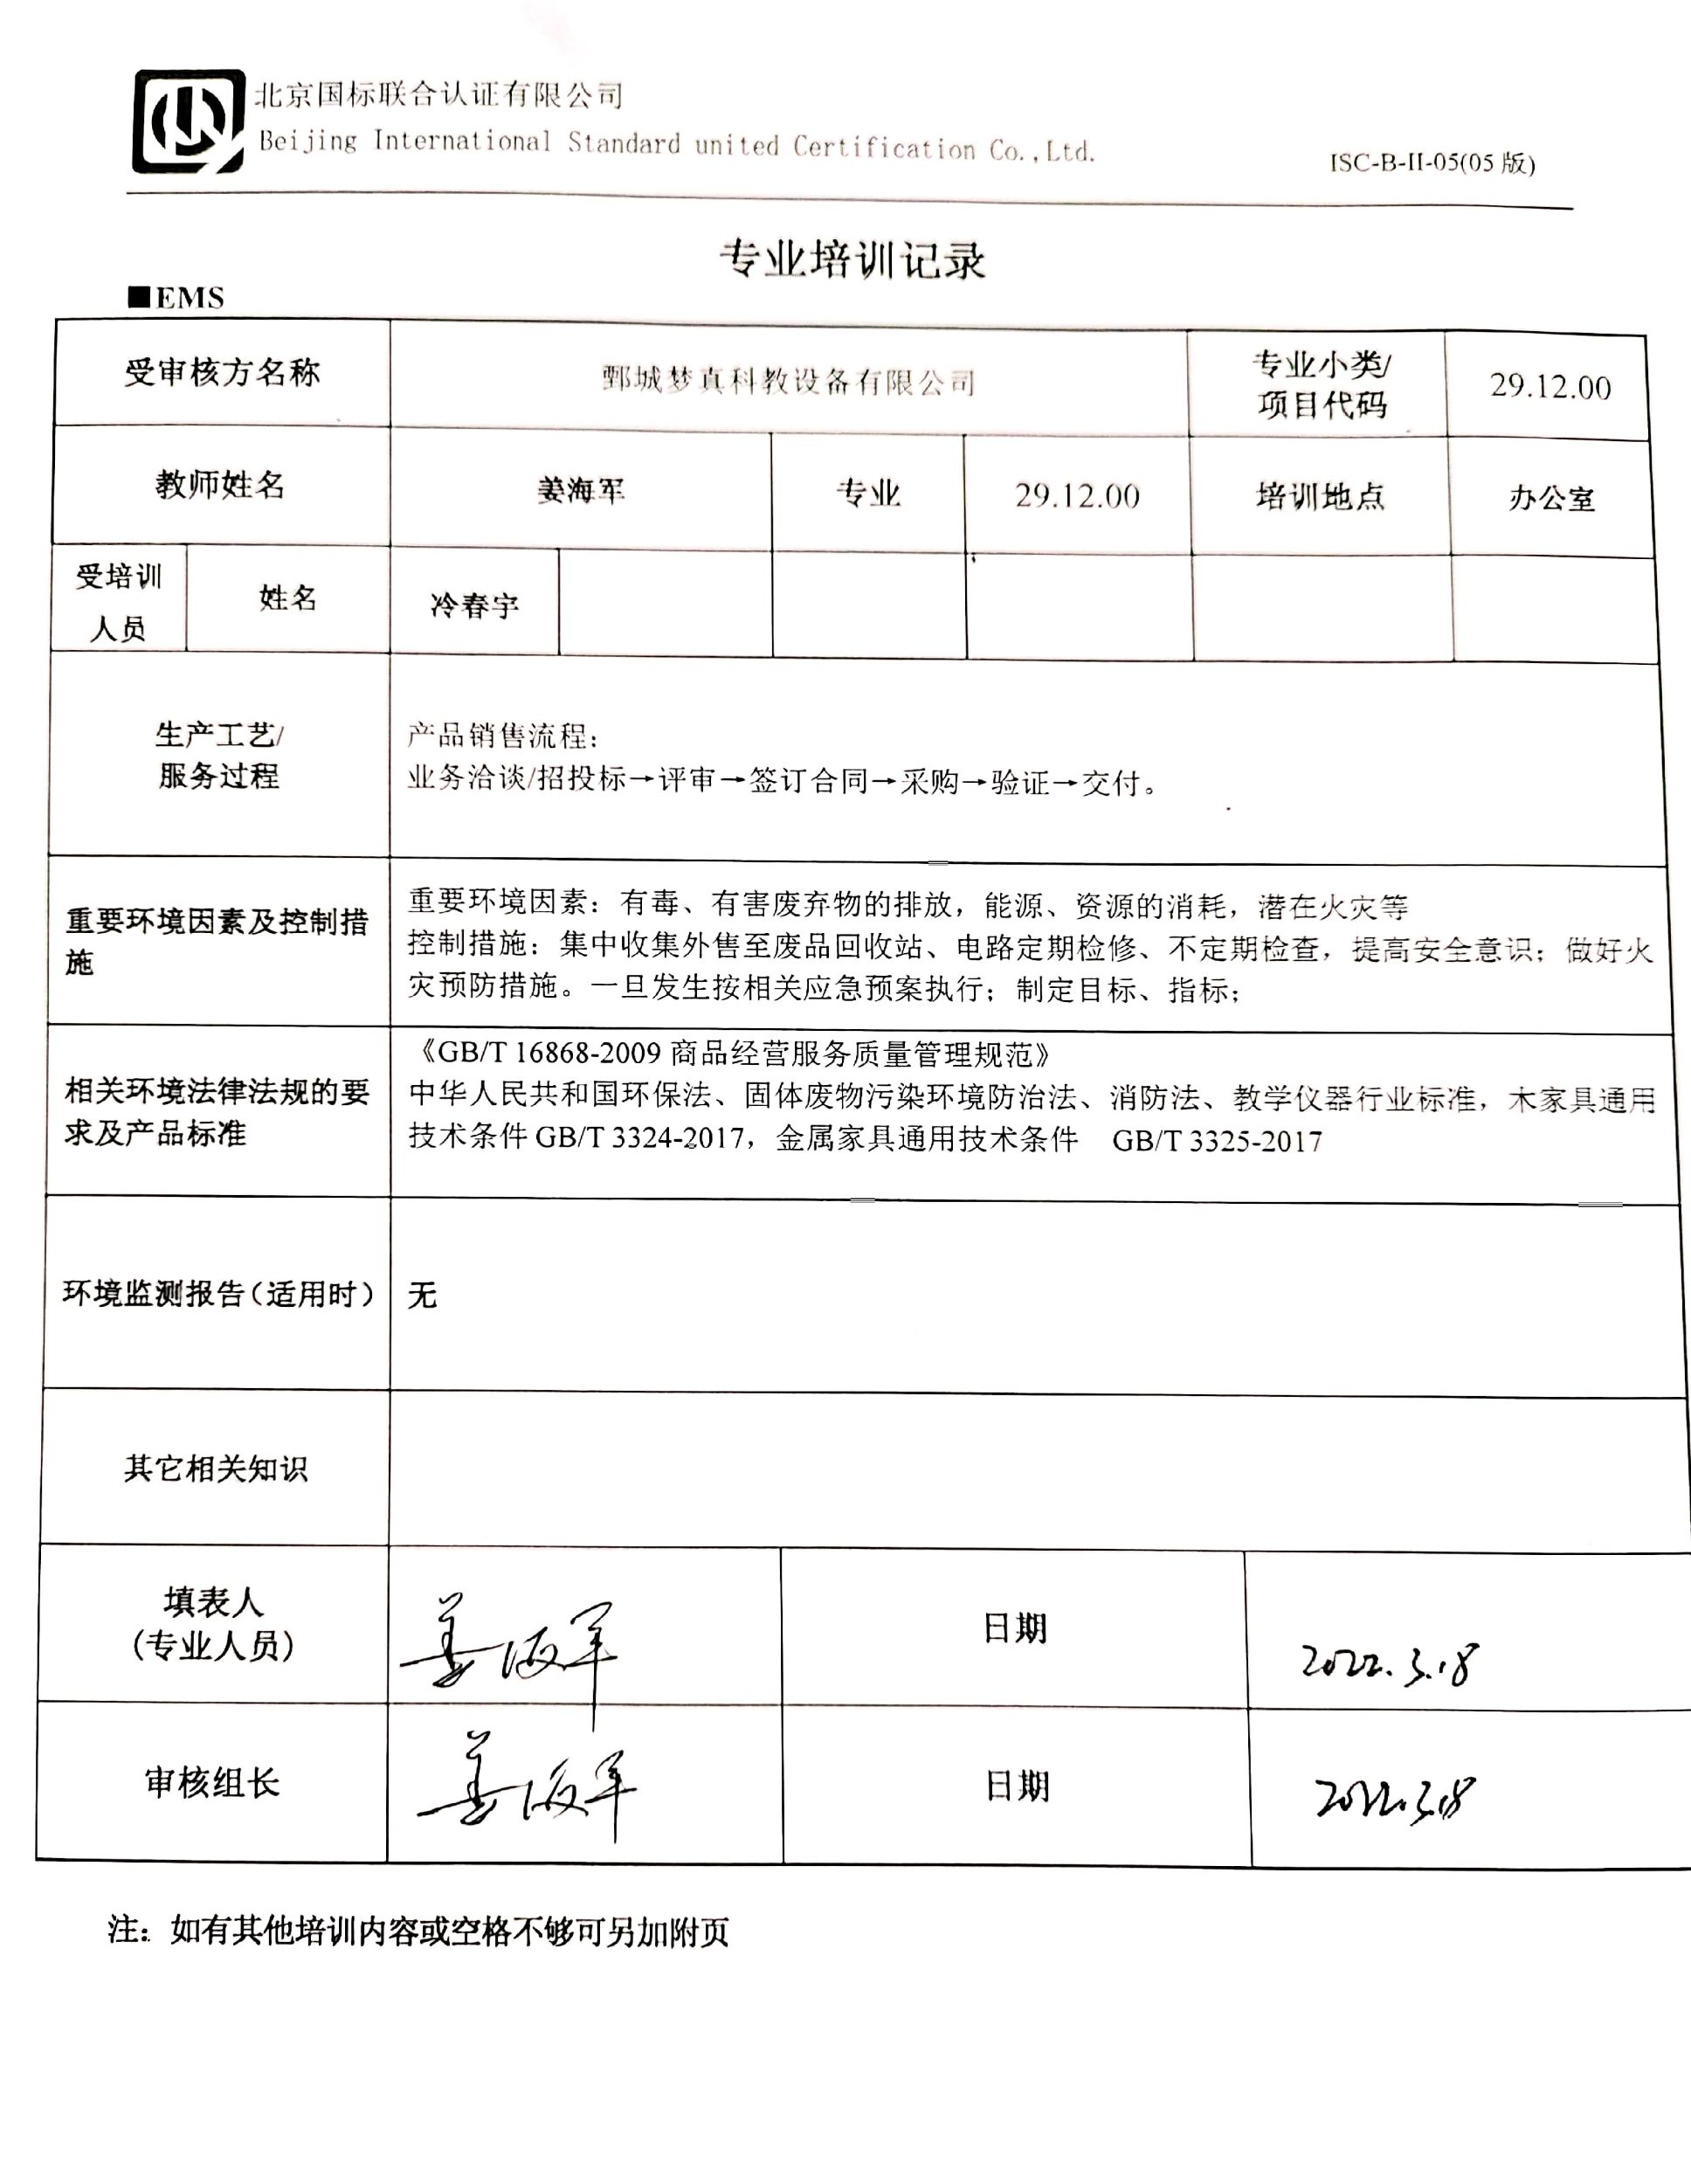 北京国标联合认证有限公司
Beijing International Standard united Certification Co.,Ltd.
ISC-B-II-05(05 版)
专业培训记录
■EMS
受审核方名称
鄄城梦真科教设备有限公司
专业小类/
项目代码
29.12.00
教师姓名
姜海军
专业
29.12.00
培训地点
办公室
受培训
人员
姓名
冷春宇
生产工艺/
服务过程
产品销售流程：
业务洽谈/招投标→评审→签订合同→采购→验证→交付。
重要环境因素及控制措
施
重要环境因素：有毒、有害废弃物的排放，能源、资源的消耗，潜在火灾等
控制措施：集中收集外售至废品回收站、电路定期检修、不定期检查，提高安全意识；做好火
灾预防措施。一旦发生按相关应急预案执行；制定目标、指标；
相关环境法律法规的要
求及产品标准
《GB/T 16868-2009 商品经营服务质量管理规范》
中华人民共和国环保法、固体废物污染环境防治法、消防法、教学仪器行业标准，木家具通用
技术条件 GB/T 3324-2017，金属家具通用技术条件 GB/T 3325-2017
环境监测报告（适用时）
无
其它相关知识
填表人
（专业人员）
姜海军
日期
2022.3.18
审核组长
姜海军
日期
2022.3.18
注：如有其他培训内容或空格不够可另加附页